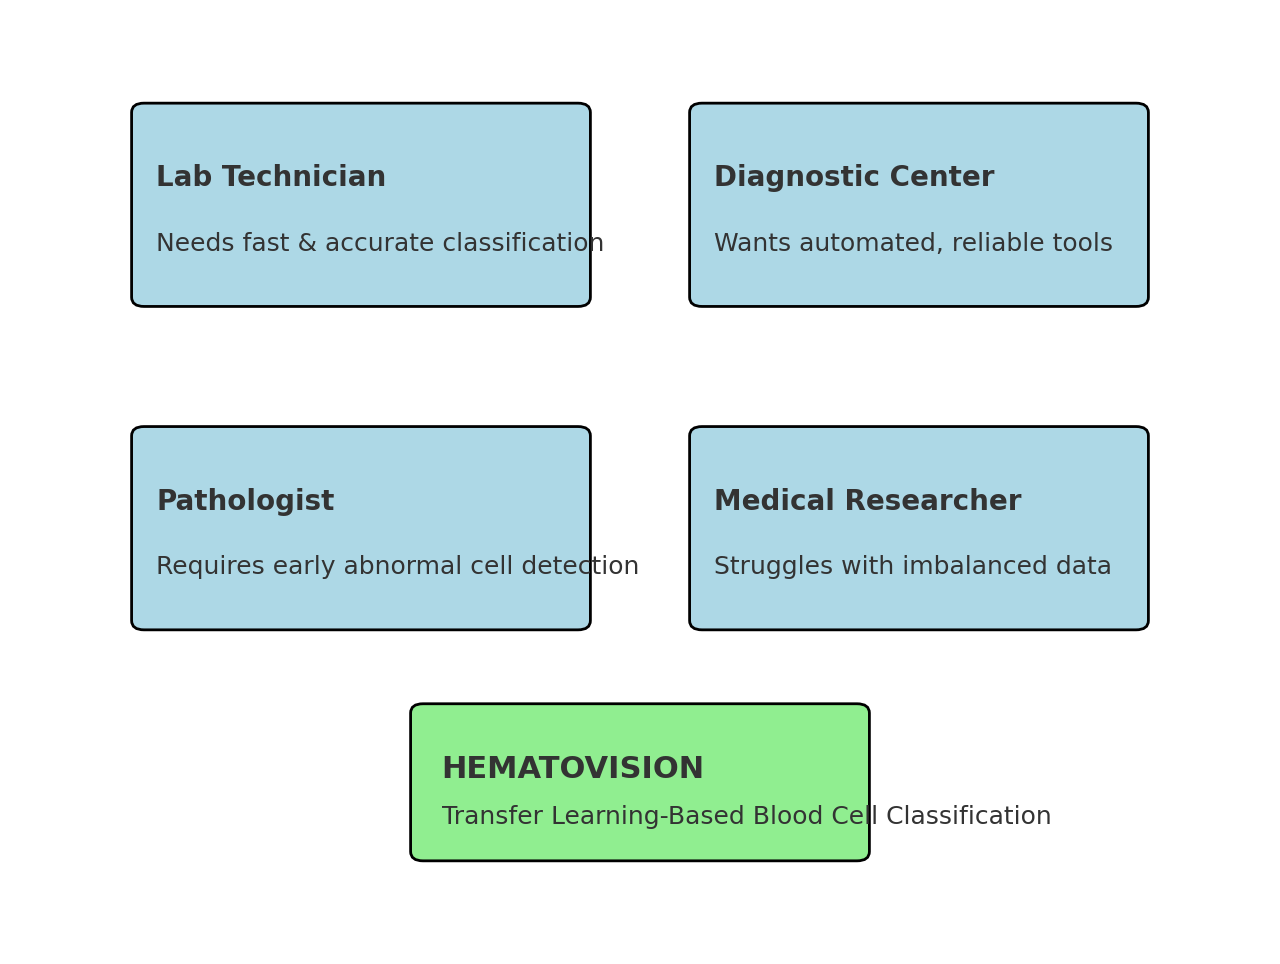 Lab Technician
Needs fast & accurate classification
Diagnostic Center
Wants automated, reliable tools
Pathologist
Requires early abnormal cell detection
Medical Researcher
Struggles with imbalanced data
HEMATOVISION
Transfer Learning-Based Blood Cell Classification